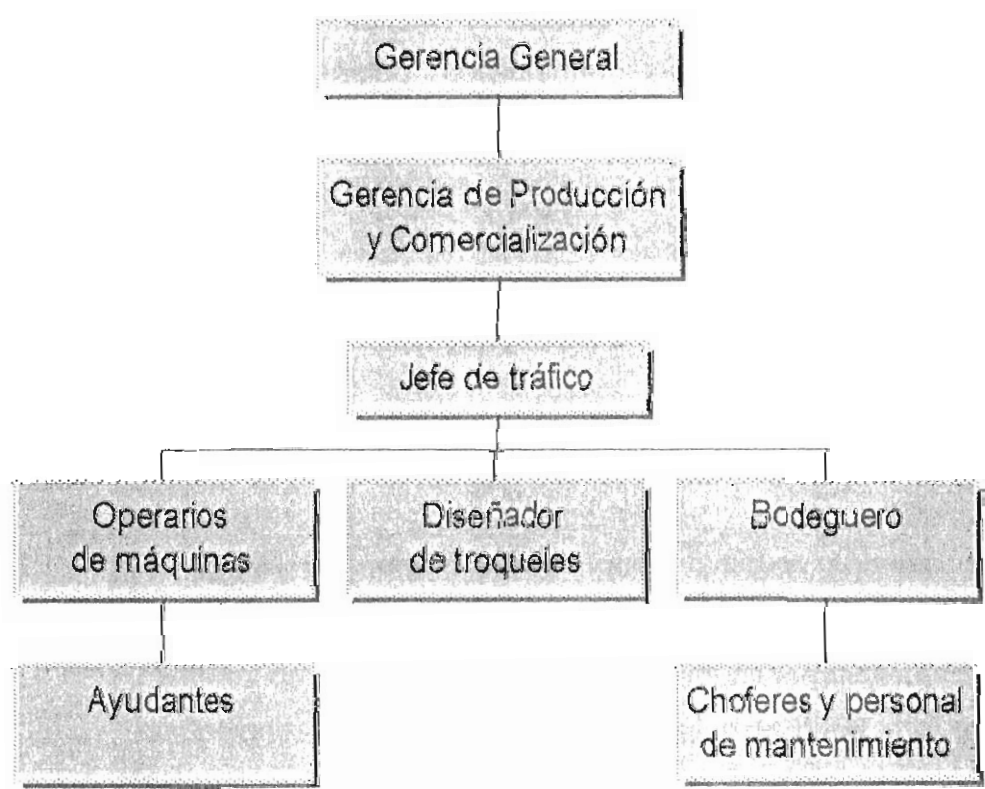 Gerencia General
Gerencia de Producción
y Comercialización
Jefe de tráfico
Operarios
de máquinas
Diseñador
de troqueles
Bodeguero
Ayudantes
Choferes y personal
de mantenimiento